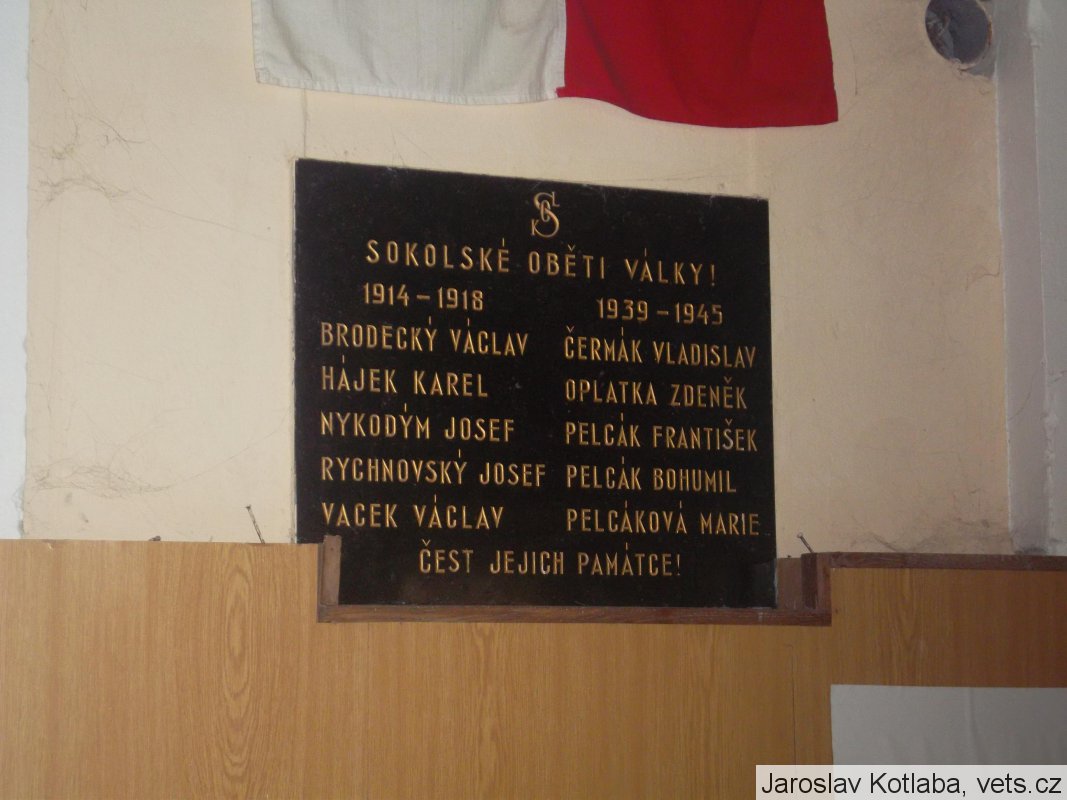 SOKOLSKÉ OBĚTI VÁLKY!
1914 – 1918 1939 – 1945
BRODECKÝ VÁCLAV ČERMÁK VLADISLAV
HÁJEK KAREL OPLATKA ZDENĚK
NYKODÝM JOSEF PELCÁK FRANTIŠEK
RYCHNOVSKÝ JOSEF PELCÁK BOHUMIL
VACEK VÁCLAV PELCÁKOVÁ MARIE
ČEST JEJICH PAMÁTCE!
Jaroslav Kotlaba, vets.cz